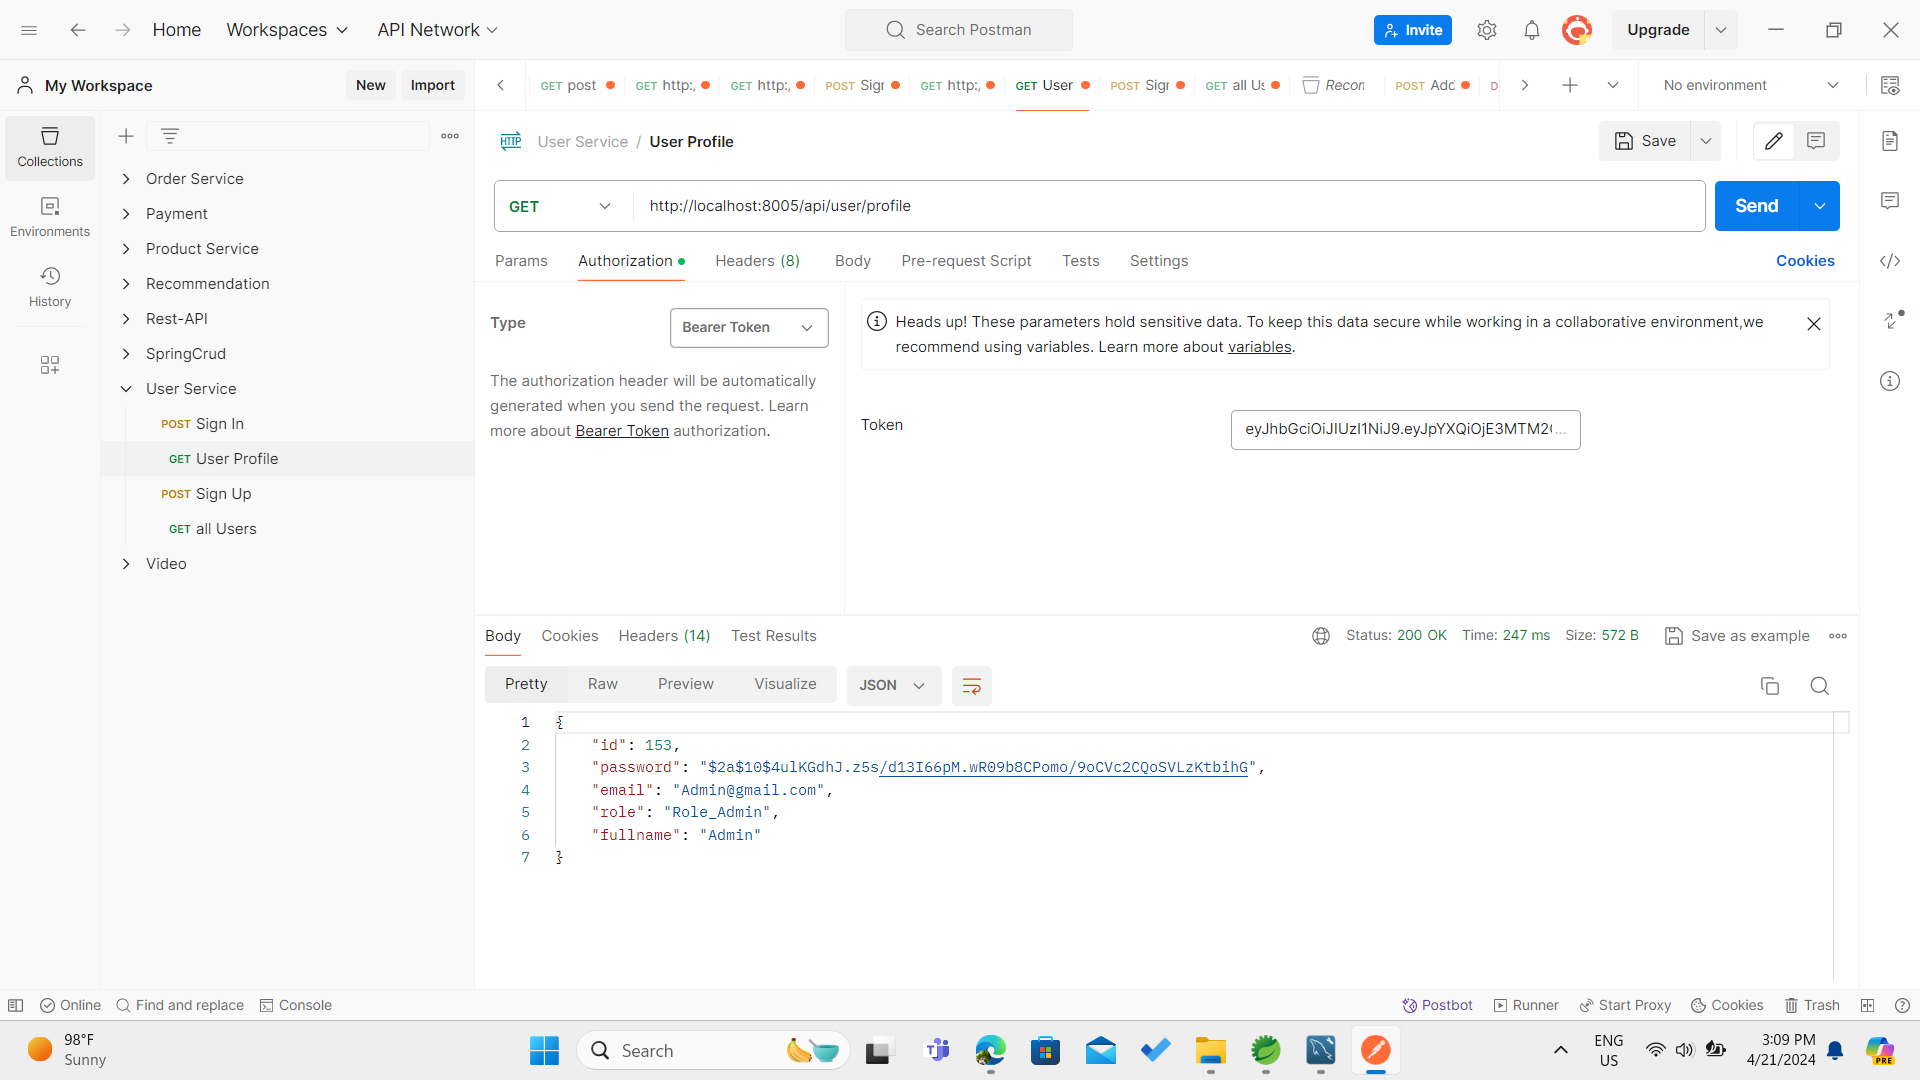 Home Workspaces API Network Search Postman Invite Upgrade
My Workspace New Import GET post GET http:, GET http:, POST Sigr GET http:, GET User POST Sigr GET all Us Recon POST Add D No environment
Collections
Environments
History
Order Service
Payment
Product Service
Recommendation
Rest-API
SpringCrud
User Service
POST Sign In
GET User Profile
POST Sign Up
GET all Users
Video
HTTP User Service / User Profile Save
GET http://localhost:8005/api/user/profile Send
Params Authorization Headers (8) Body Pre-request Script Tests Settings Cookies
Type Bearer Token
The authorization header will be automatically
generated when you send the request. Learn
more about Bearer Token authorization.
Heads up! These parameters hold sensitive data. To keep this data secure while working in a collaborative environment,we
recommend using variables. Learn more about variables.
Token eyJhbGciOiJIUzI1NiJ9.eyJpYXQiOjE3MTM2(...
Body Cookies Headers (14) Test Results Status: 200 OK Time: 247 ms Size: 572 B Save as example
Pretty Raw Preview Visualize JSON
1 {
2 "id": 153,
3 "password": "$2a$10$4ulKGdhJ.z5s/d13I66pM.wR09b8CPomo/9oCVc2CQoSVLzKtbihG",
4 "email": "Admin@gmail.com",
5 "role": "Role_Admin",
6 "fullname": "Admin"
7 }
Online Find and replace Console Postbot Runner Start Proxy Cookies Trash
98°F
Sunny
Search
ENG
US
3:09 PM
4/21/2024
PRE